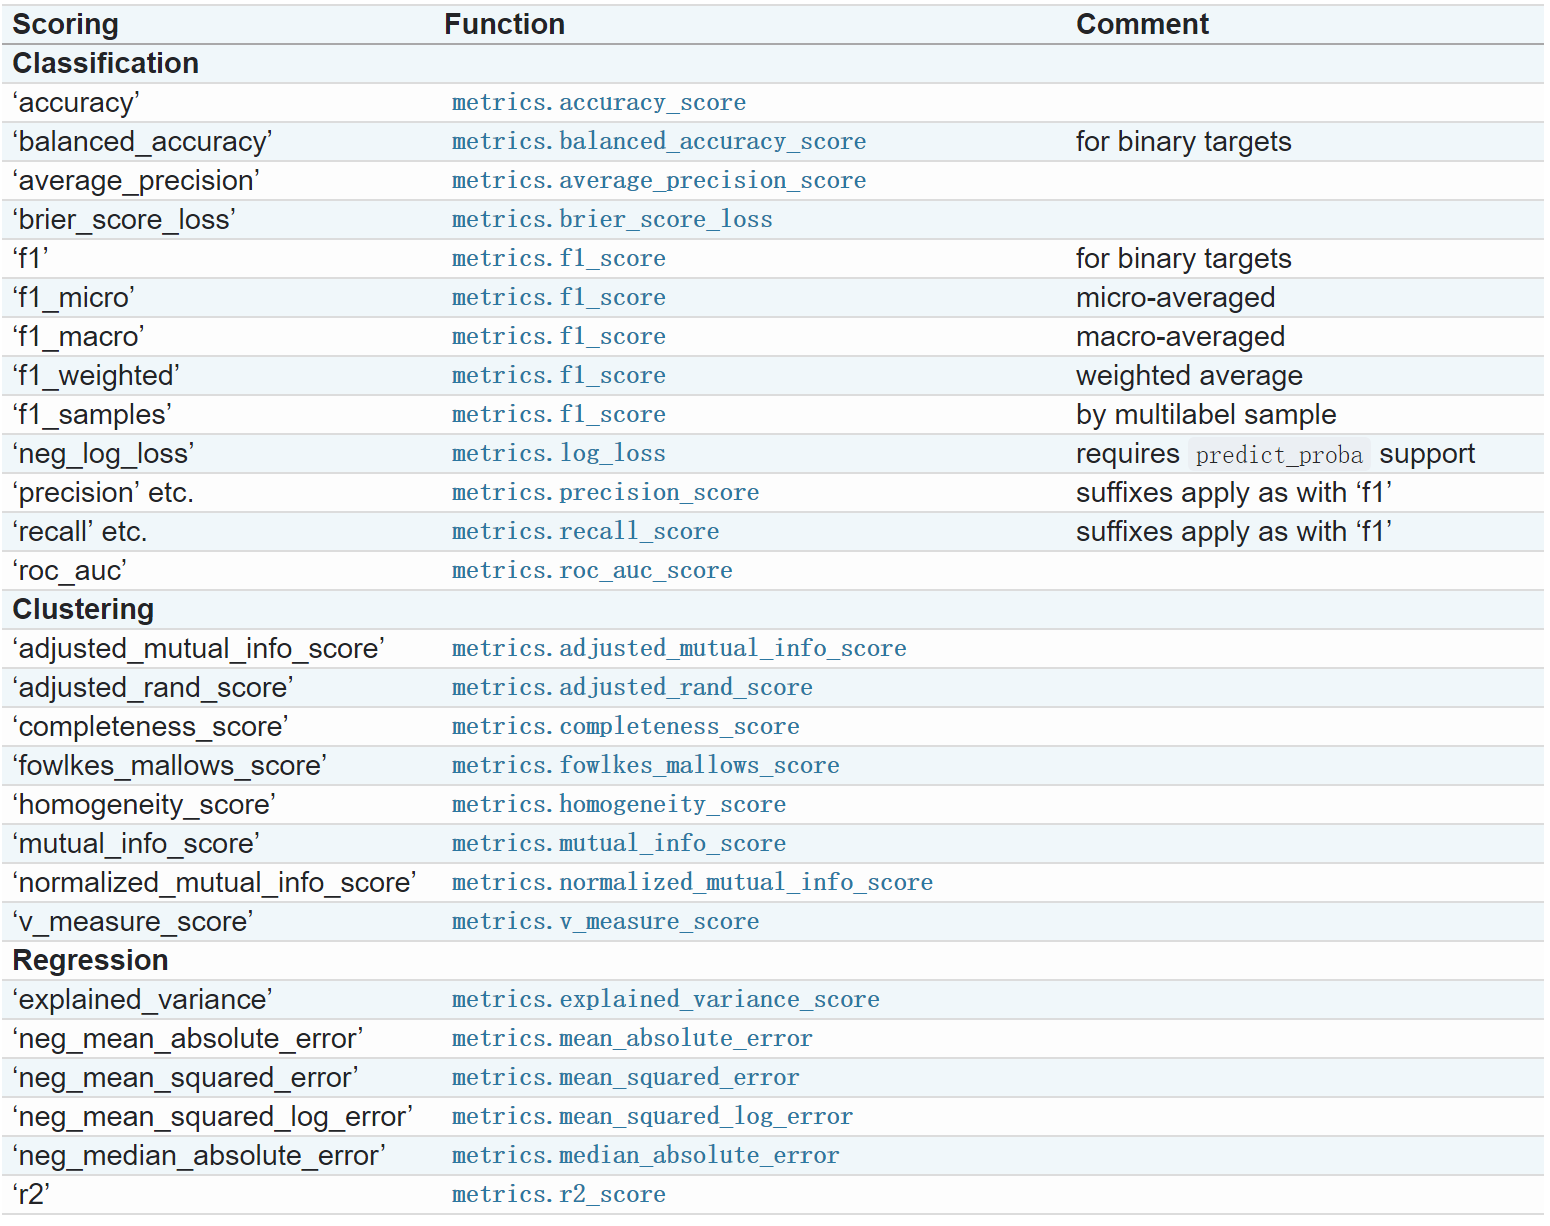 Scoring Function Comment
Classification
‘accuracy’ metrics.accuracy_score
‘balanced_accuracy’ metrics.balanced_accuracy_score for binary targets
‘average_precision’ metrics.average_precision_score
‘brier_score_loss’ metrics.brier_score_loss
‘f1’ metrics.f1_score for binary targets
‘f1_micro’ metrics.f1_score micro-averaged
‘f1_macro’ metrics.f1_score macro-averaged
‘f1_weighted’ metrics.f1_score weighted average
‘f1_samples’ metrics.f1_score by multilabel sample
‘neg_log_loss’ metrics.log_loss requires predict_proba support
‘precision’ etc. metrics.precision_score suffixes apply as with ‘f1’
‘recall’ etc. metrics.recall_score suffixes apply as with ‘f1’
‘roc_auc’ metrics.roc_auc_score
Clustering
‘adjusted_mutual_info_score’ metrics.adjusted_mutual_info_score
‘adjusted_rand_score’ metrics.adjusted_rand_score
‘completeness_score’ metrics.completeness_score
‘fowlkes_mallows_score’ metrics.fowlkes_mallows_score
‘homogeneity_score’ metrics.homogeneity_score
‘mutual_info_score’ metrics.mutual_info_score
‘normalized_mutual_info_score’ metrics.normalized_mutual_info_score
‘v_measure_score’ metrics.v_measure_score
Regression
‘explained_variance’ metrics.explained_variance_score
‘neg_mean_absolute_error’ metrics.mean_absolute_error
‘neg_mean_squared_error’ metrics.mean_squared_error
‘neg_mean_squared_log_error’ metrics.mean_squared_log_error
‘neg_median_absolute_error’ metrics.median_absolute_error
‘r2’ metrics.r2_score